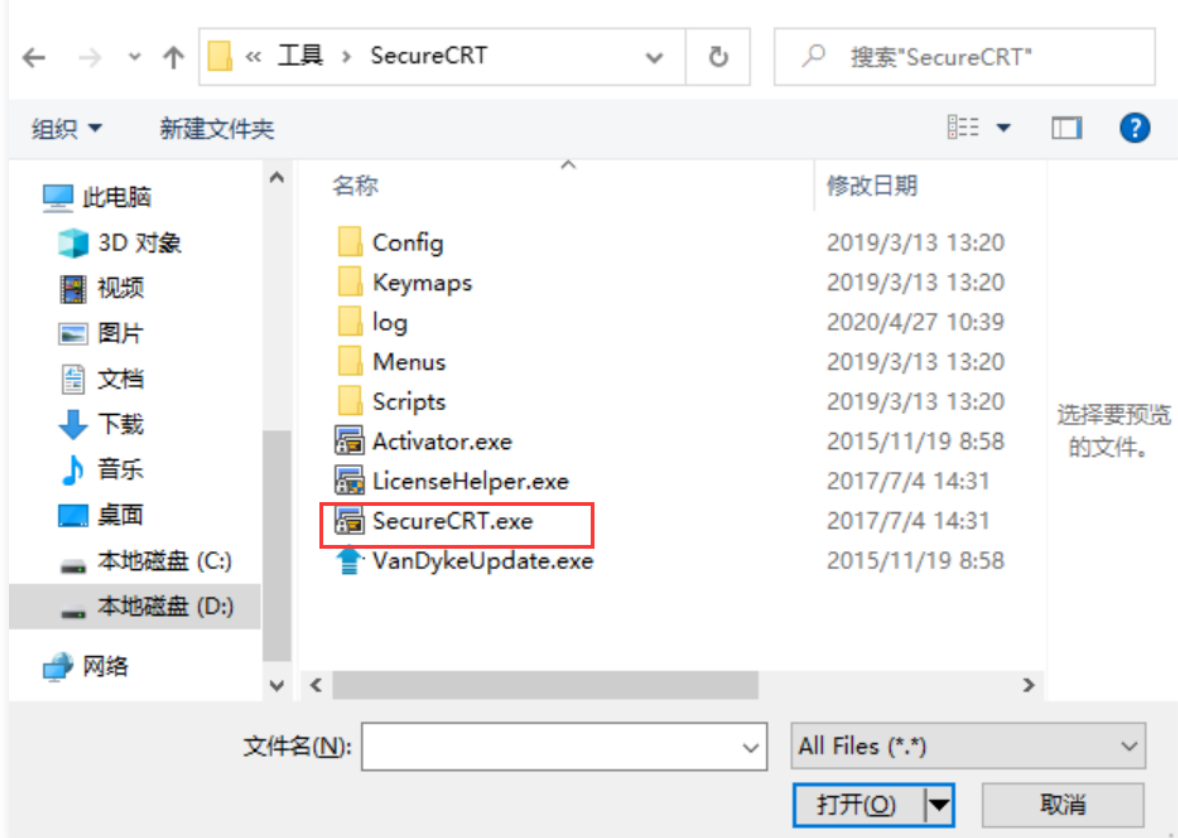 « 工具 › SecureCRT
搜索"SecureCRT"
组织
新建文件夹
?
此电脑
3D 对象
视频
图片
文档
下载
音乐
桌面
本地磁盘 (C:)
本地磁盘 (D:)
网络
名称 修改日期
Config 2019/3/13 13:20
Keymaps 2019/3/13 13:20
log 2020/4/27 10:39
Menus 2019/3/13 13:20
Scripts 2019/3/13 13:20
Activator.exe 2015/11/19 8:58
LicenseHelper.exe 2017/7/4 14:31
SecureCRT.exe 2017/7/4 14:31
VanDykeUpdate.exe 2015/11/19 8:58
选择要预览
的文件。
文件名(N):
All Files (*.*)
打开(O)
取消